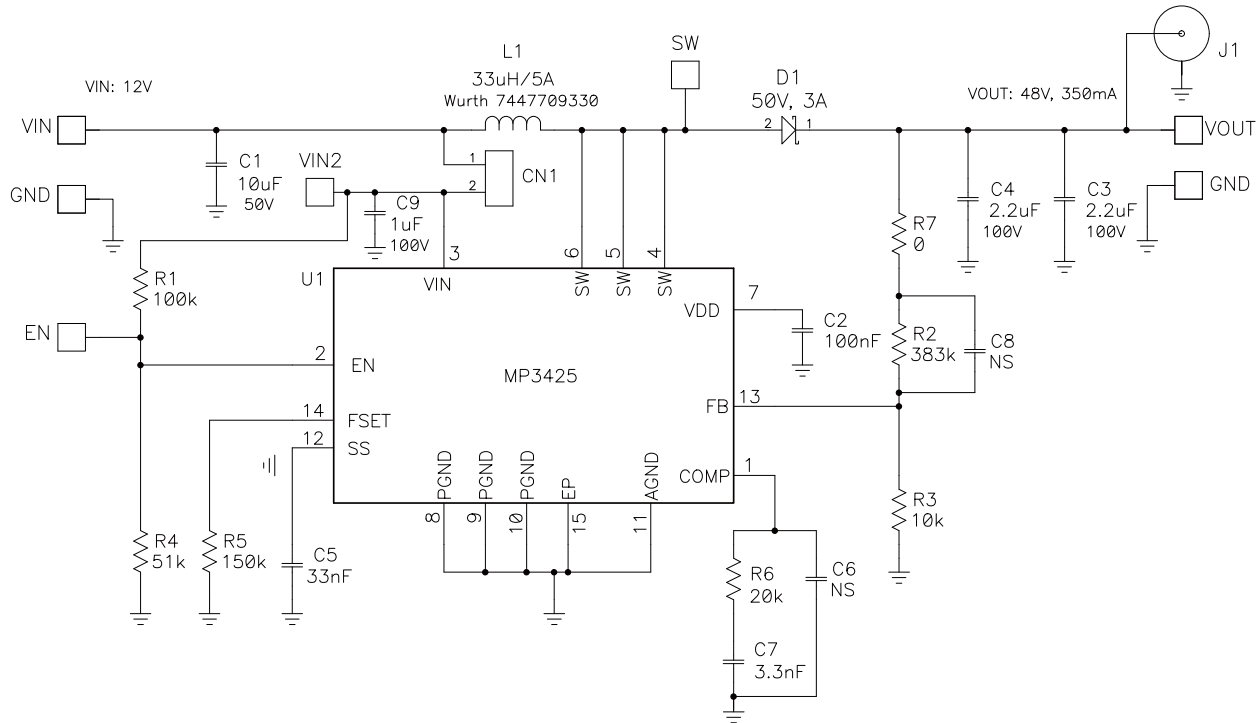 SW
J1
L1
33uH/5A
Wurth 7447709330
VIN: 12V
D1
50V, 3A
VOUT: 48V, 350mA
VIN
2
1
VOUT
C1
10uF
50V
VIN2
1
2
CN1
GND
GND
C9
1uF
100V
C4
2.2uF
100V
C3
2.2uF
100V
R7
0
3
6
5
4
R1
100k
U1
VIN
SW
SW
SW
7
VDD
C2
100nF
R2
383k
C8
NS
EN
2
EN
MP3425
13
FB
14
FSET
12
SS
PGND
PGND
PGND
EP
AGND
COMP
1
8
9
10
15
11
R3
10k
R4
51k
R5
150k
C5
33nF
R6
20k
C6
NS
C7
3.3nF